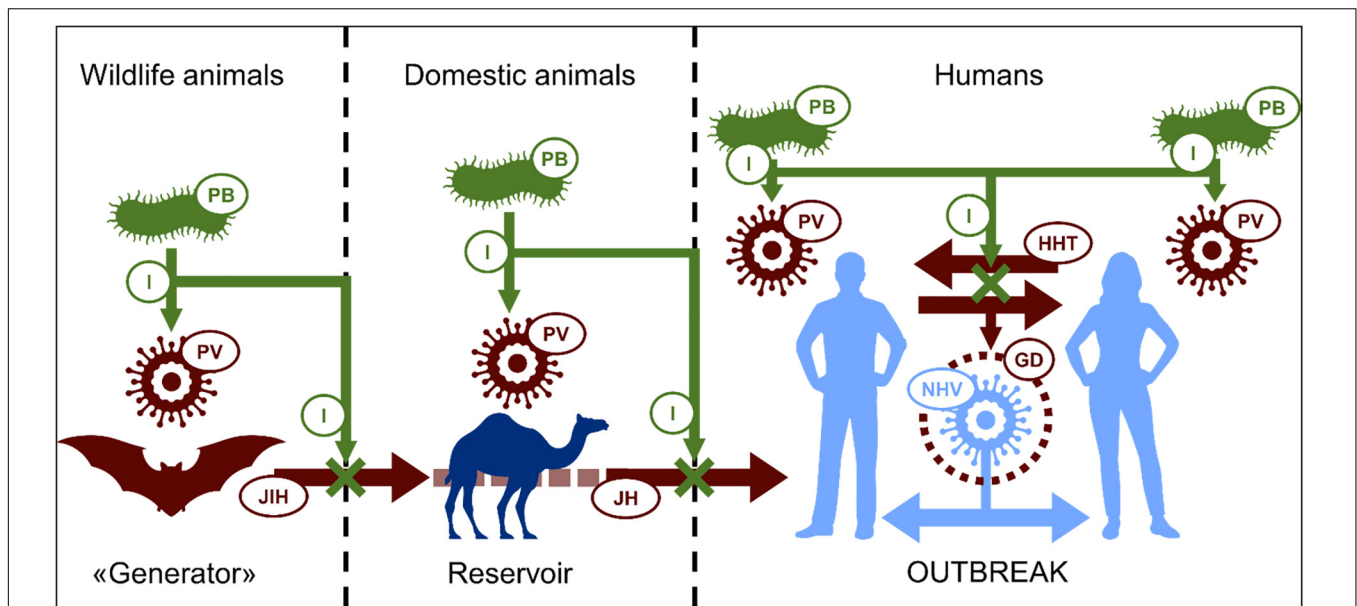 Wildlife animals
Domestic animals
Humans
PB
I
PV
I
JIH
«Generator»
PB
I
PV
I
JH
Reservoir
PB
I
PV
PB
I
PV
I
HHT
GD
NHV
OUTBREAK